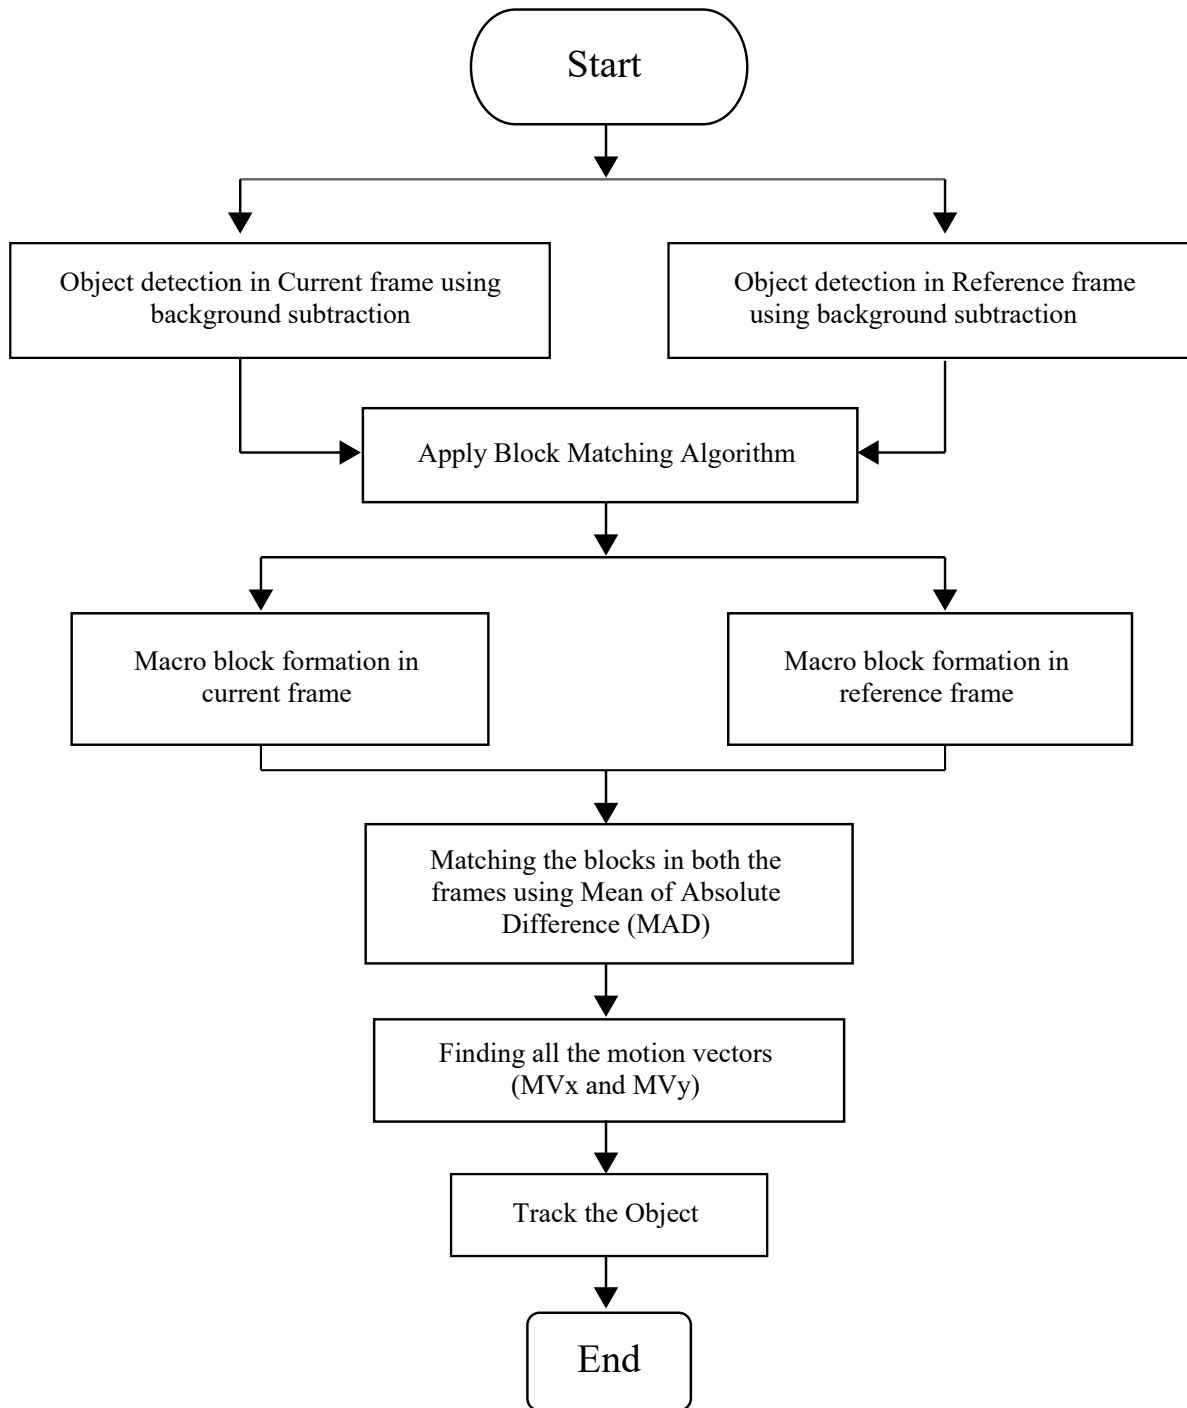 Start
Object detection in Current frame using
background subtraction
Object detection in Reference frame
using background subtraction
Apply Block Matching Algorithm
Macro block formation in
current frame
Macro block formation in
reference frame
Matching the blocks in both the
frames using Mean of Absolute
Difference (MAD)
Finding all the motion vectors
(MVx and MVy)
Track the Object
End